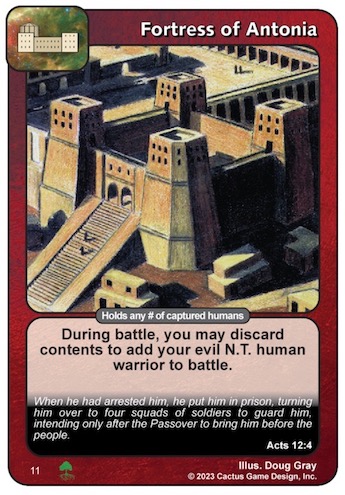 Fortress of Antonia
Holds any # of captured humans
During battle, you may discard
contents to add your evil N.T. human
warrior to battle.
When he had arrested him, he put him in prison, turning
him over to four squads of soldiers to guard him,
intending only after the Passover to bring him before the
people.
Acts 12:4
Illus. Doug Gray
11
© 2023 Cactus Game Design, Inc.